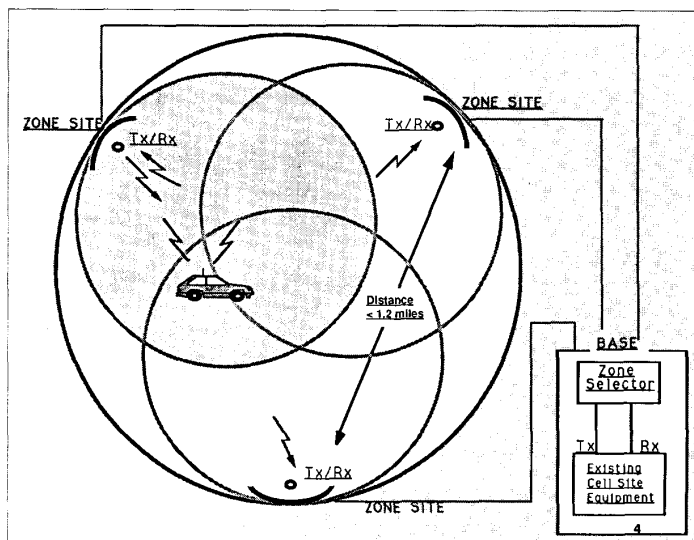 ZONE SITE
Tx/Rx
Tx/Rx
ZONE SITE
Distance
< 1.2 miles
Tx/Rx
ZONE SITE
BASE
Zone
Selector
Tx Rx
Existing
Cell Site
Equipment
4